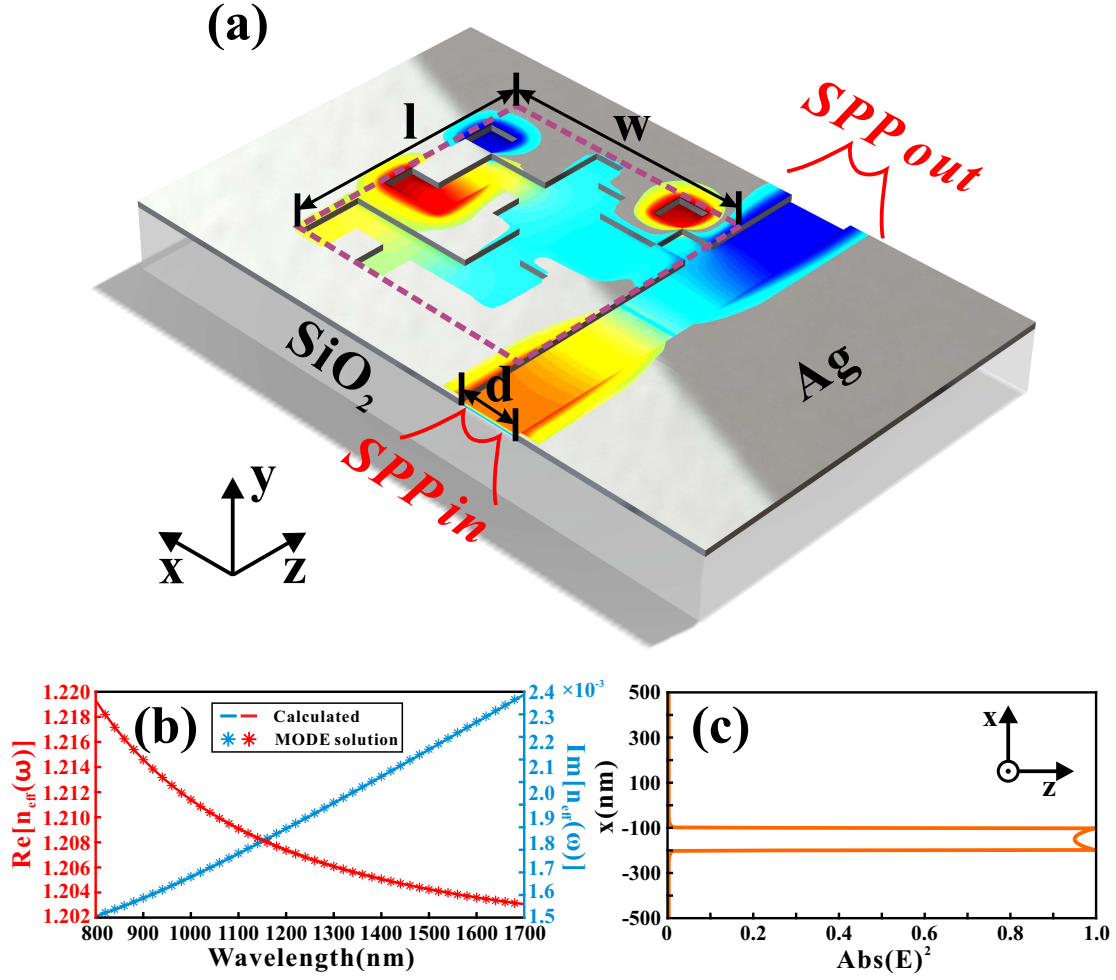 (a)
l
w
SPP out
SiO₂
d
Ag
SPP in
y
x
z
(b)
Calculated
MODE solution
Re[n_eff(ω)]
1.220
1.218
1.216
1.214
1.212
1.210
1.208
1.206
1.204
1.202
2.4 ×10⁻³
2.3
2.2
2.1
2.0
1.9
1.8
1.7
1.6
1.5
Im[n_eff(ω)]
800 900 1000 1100 1200 1300 1400 1500 1600 1700
Wavelength(nm)
(c)
x
z
x(nm)
500
300
100
-100
-300
-500
0 0.2 0.4 0.6 0.8 1.0
Abs(E)²